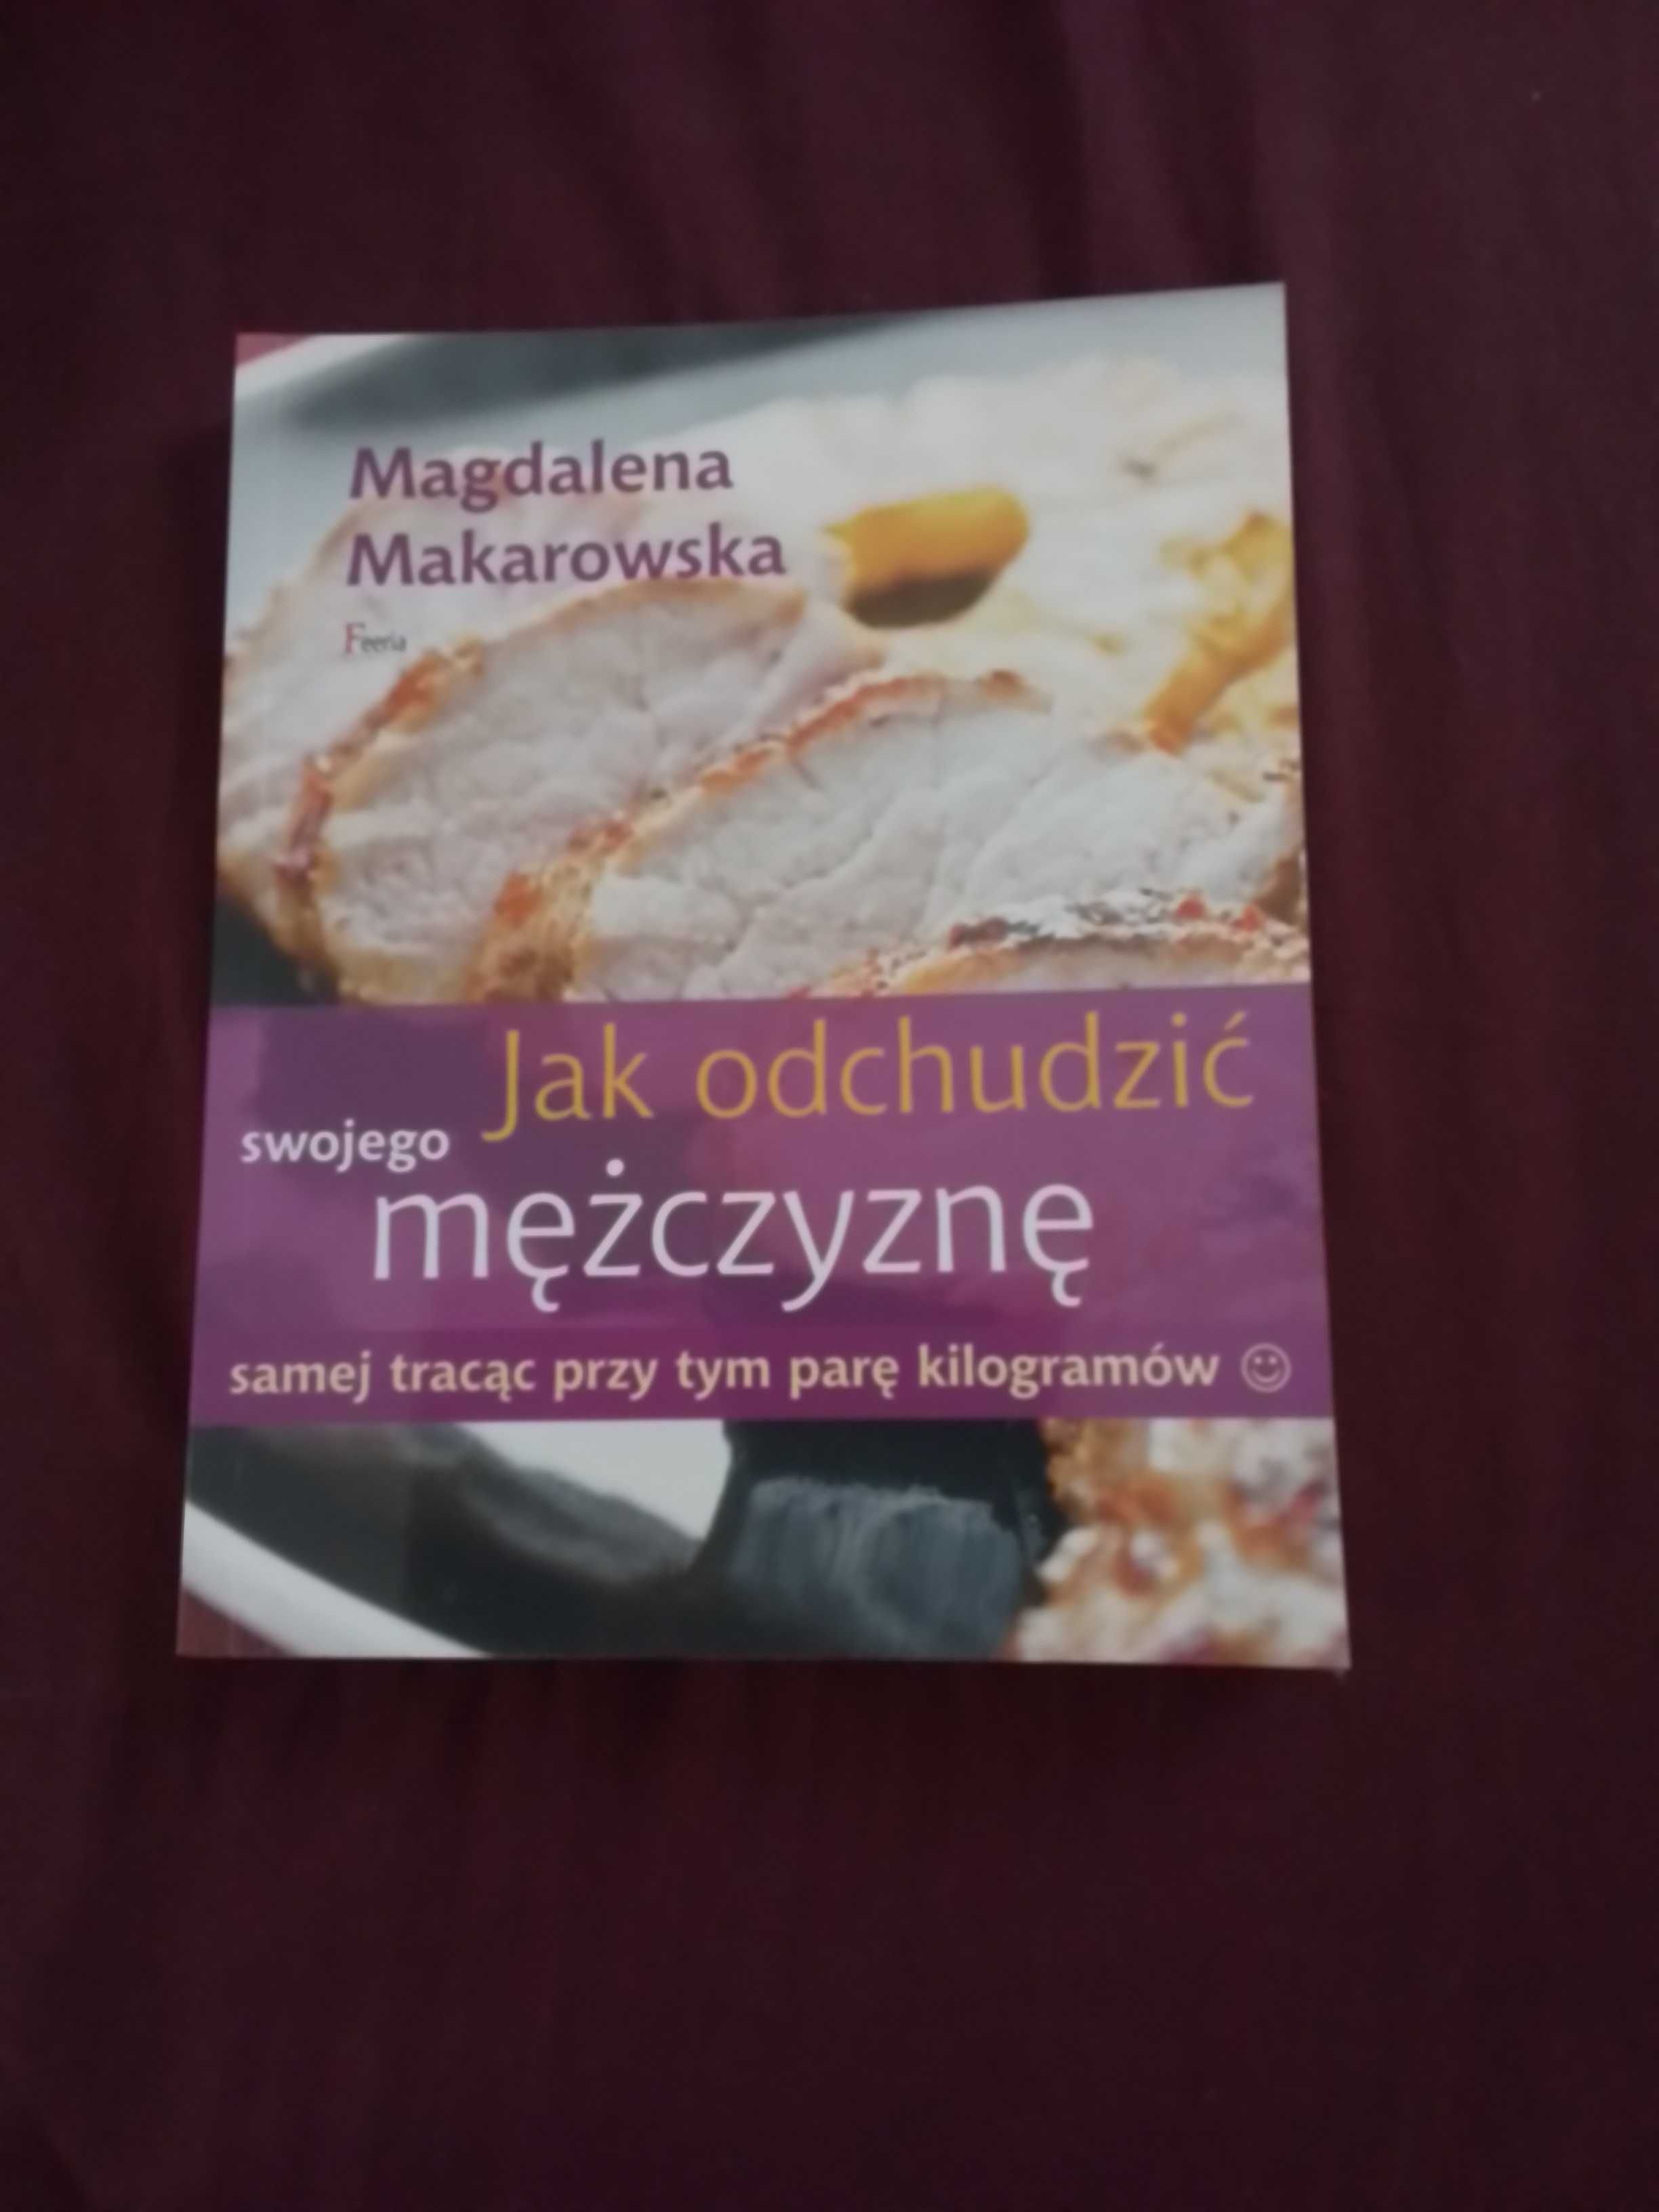 Magdalena
Makarowska
Feeria
Jak odchudzić
swojego
mężczyznę
samej tracąc przy tym parę kilogramów ☺